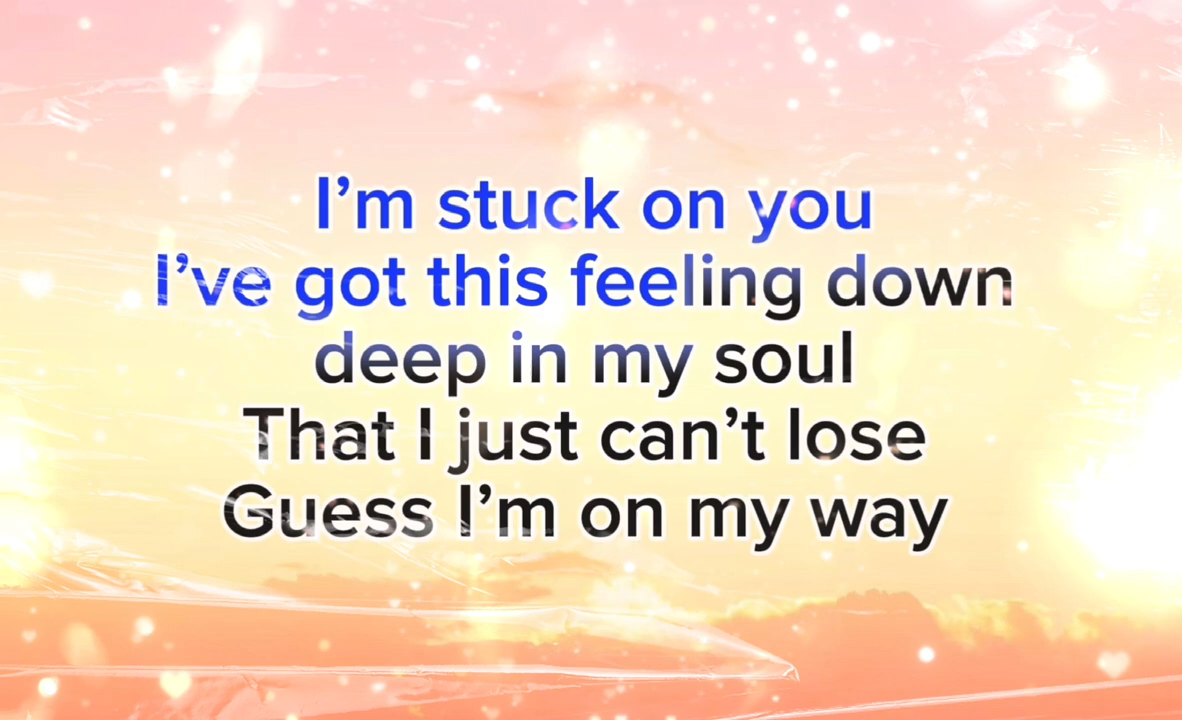 I’m stuck on you
I’ve got this feeling down
deep in my soul
That I just can’t lose
Guess I’m on my way